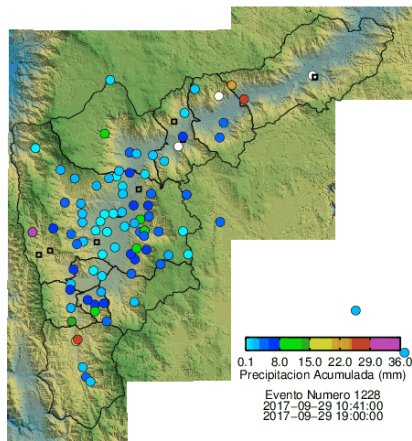 0.1 8.0 15.0 22.0 29.0 36.0
Precipitacion Acumulada (mm)
Evento Numero 1228
2017-09-29 10:41:00
2017-09-29 19:00:00